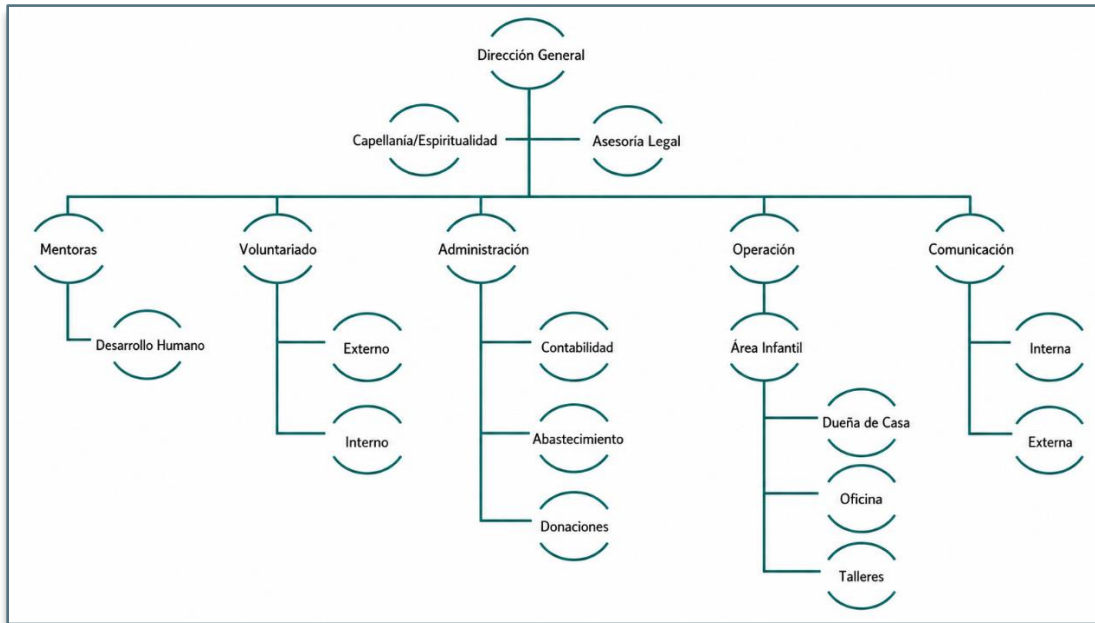 Dirección General
Capellanía/Espiritualidad
Asesoría Legal
Mentoras
Voluntariado
Administración
Operación
Comunicación
Desarrollo Humano
Externo
Contabilidad
Área Infantil
Interna
Dueña de Casa
Interno
Abastecimiento
Externa
Oficina
Donaciones
Talleres